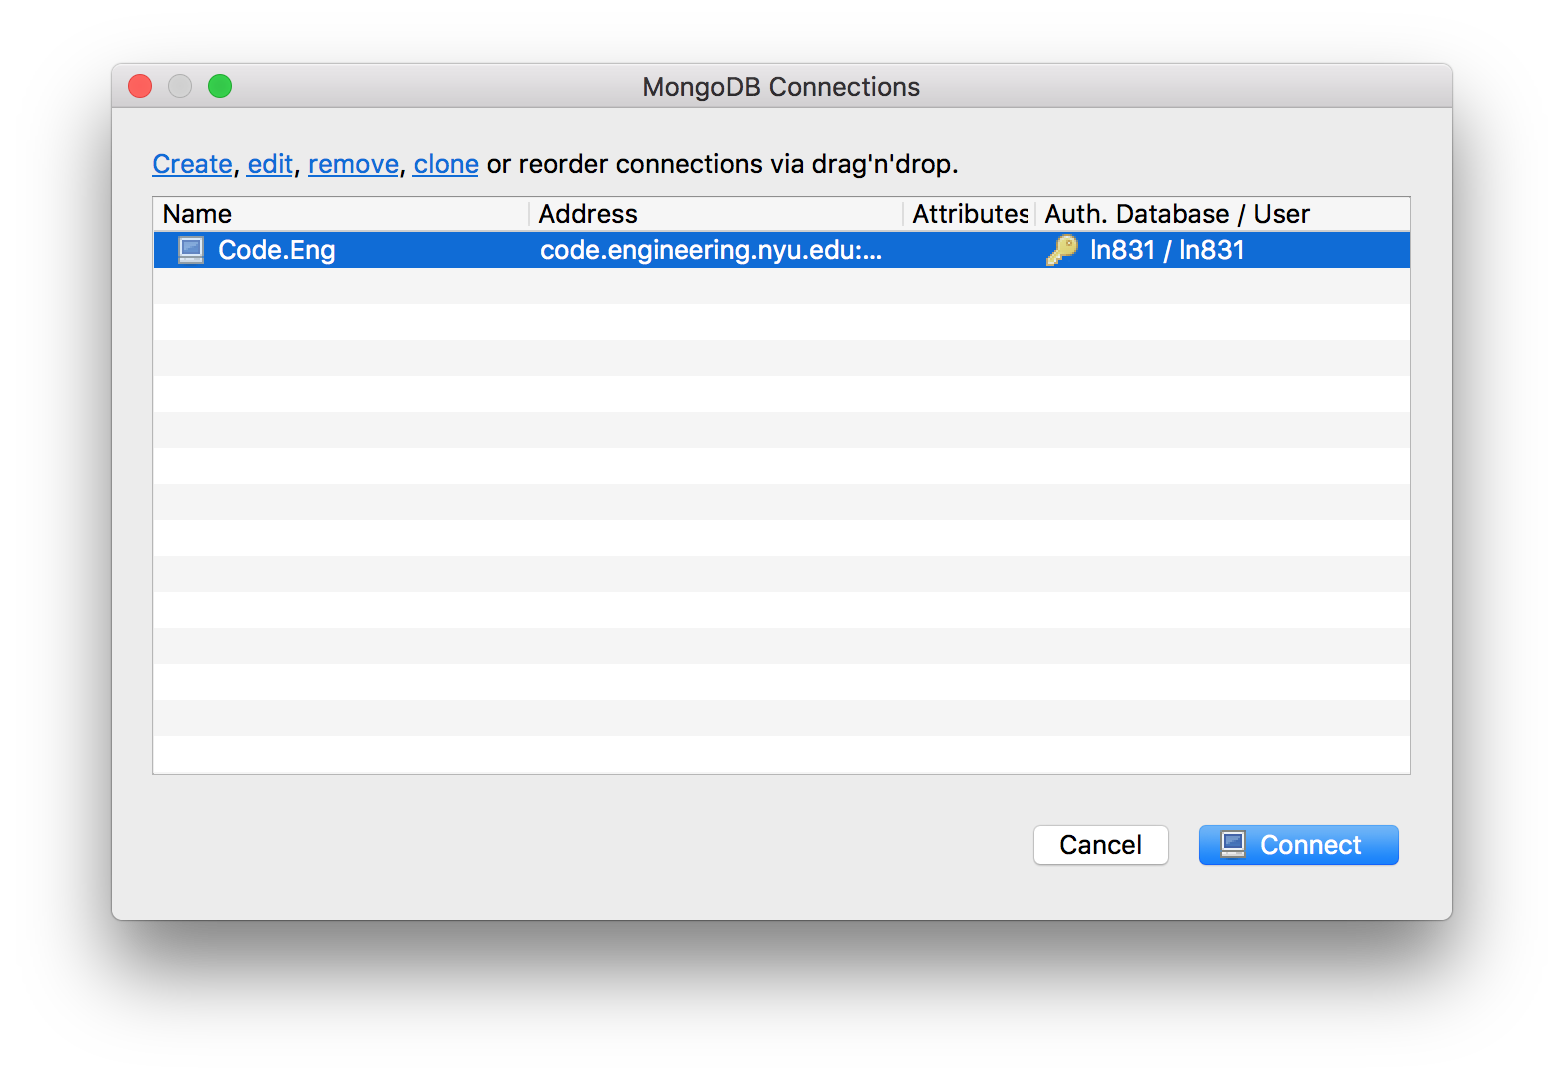 MongoDB Connections
Create, edit, remove, clone or reorder connections via drag'n'drop.
Name Address Attributes Auth. Database / User
Code.Eng code.engineering.nyu.edu:... ln831 / ln831
Cancel Connect